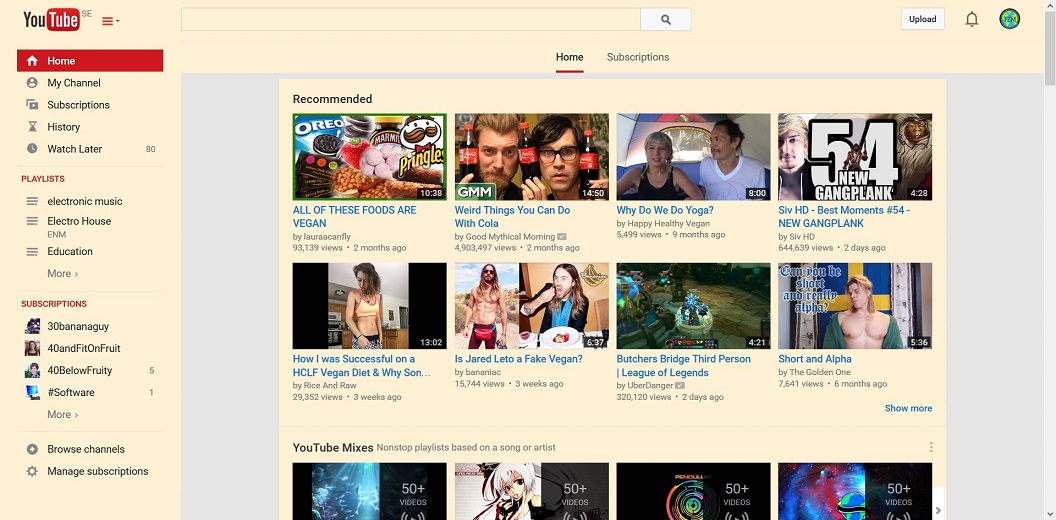 YouTube SE
Upload
Home
My Channel
Subscriptions
History
Watch Later 80
PLAYLISTS
electronic music
Electro House
ENM
Education
More ›
SUBSCRIPTIONS
30bananaguy
40andFitOnFruit
40BelowFruity 5
#Software 1
More ›
Browse channels
Manage subscriptions
Home Subscriptions
Recommended
OREO
MARMITE
Pringles
10:38
GMM
14:50
8:00
54
NEW
GANGPLANK
4:28
ALL OF THESE FOODS ARE
VEGAN
by lauraacanfly
93,139 views • 2 months ago
Weird Things You Can Do
With Cola
by Good Mythical Morning
4,903,497 views • 2 months ago
Why Do We Do Yoga?
by Happy Healthy Vegan
5,499 views • 9 months ago
Siv HD - Best Moments #54 -
NEW GANGPLANK
by Siv HD
644,639 views • 2 days ago
13:02
6:37
4:21
Can you be
short
and really
alpha?
5:36
How I was Successful on a
HCLF Vegan Diet & Why Son...
by Rice And Raw
29,352 views • 3 weeks ago
Is Jared Leto a Fake Vegan?
by bananiac
15,744 views • 3 weeks ago
Butchers Bridge Third Person
| League of Legends
by UberDanger
320,120 views • 2 days ago
Short and Alpha
by The Golden One
7,641 views • 6 months ago
Show more
YouTube Mixes Nonstop playlists based on a song or artist
50+
VIDEOS
50+
VIDEOS
PENDULUM
50+
VIDEOS
50+
VIDEOS